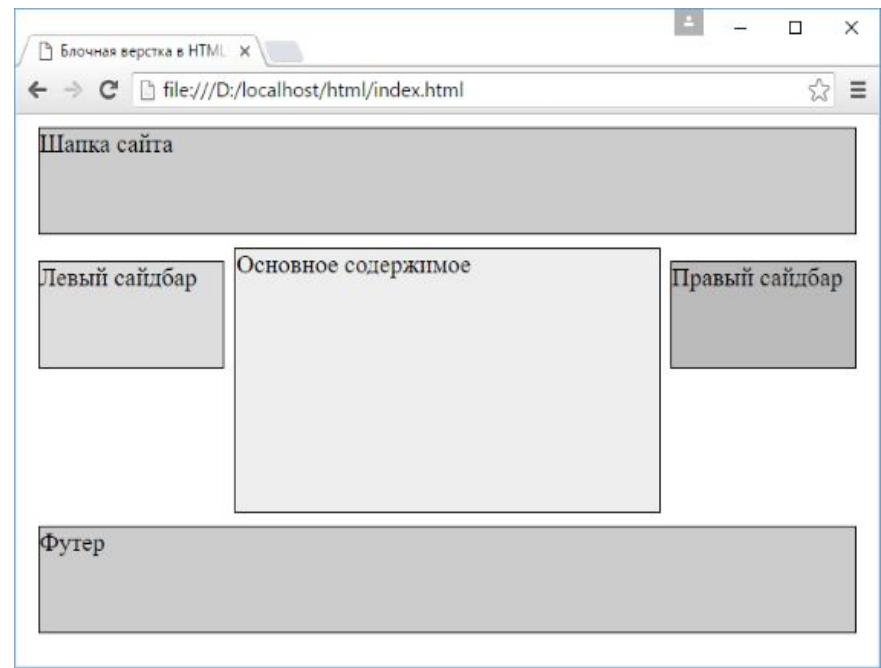 Блочная верстка в HTML
file:///D:/localhost/html/index.html
Шапка сайта
Левый сайдбар
Основное содержимое
Правый сайдбар
Футер